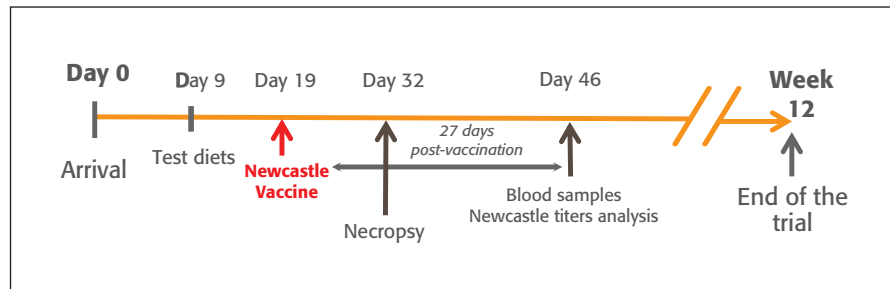 Day 0
Day 9
Day 19
Day 32
Day 46
Week
12
Arrival
Test diets
Newcastle
Vaccine
27 days
post-vaccination
Necropsy
Blood samples
Newcastle titers analysis
End of the
trial